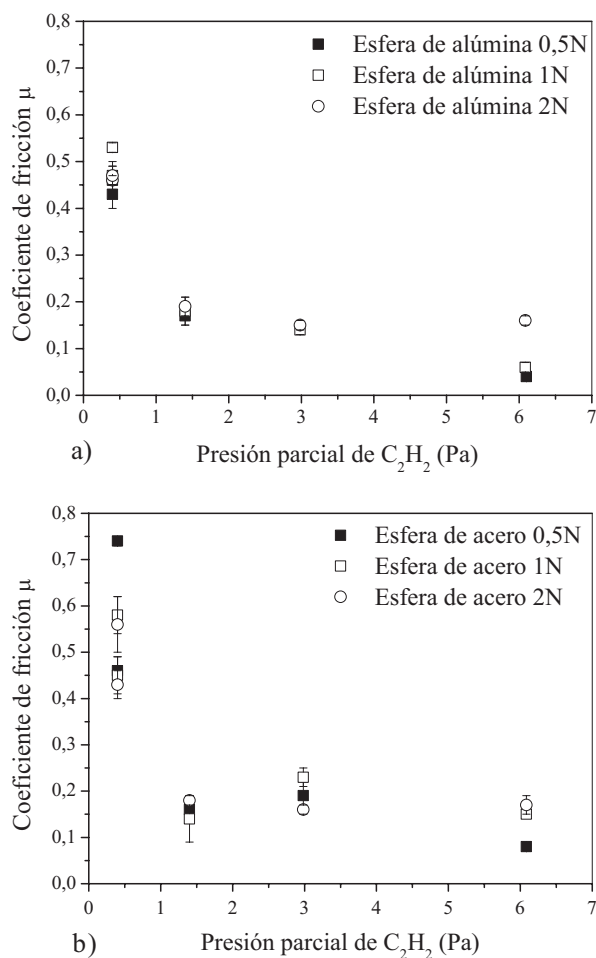 0,8
0,7
0,6
0,5
0,4
0,3
0,2
0,1
0,0
Coeficiente de fricción μ
Esfera de alúmina 0,5N
Esfera de alúmina 1N
Esfera de alúmina 2N
0 1 2 3 4 5 6 7
a) Presión parcial de C₂H₂ (Pa)
0,8
0,7
0,6
0,5
0,4
0,3
0,2
0,1
0,0
Coeficiente de fricción μ
Esfera de acero 0,5N
Esfera de acero 1N
Esfera de acero 2N
0 1 2 3 4 5 6 7
b) Presión parcial de C₂H₂ (Pa)